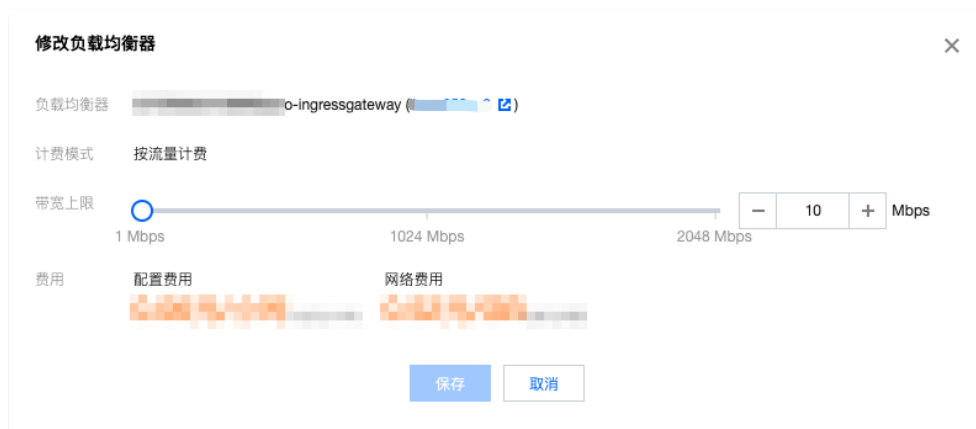 修改负载均衡器
负载均衡器 o-ingressgateway ( )
计费模式 按流量计费
带宽上限 10 Mbps
1 Mbps 1024 Mbps 2048 Mbps
费用 配置费用 网络费用
保存 取消